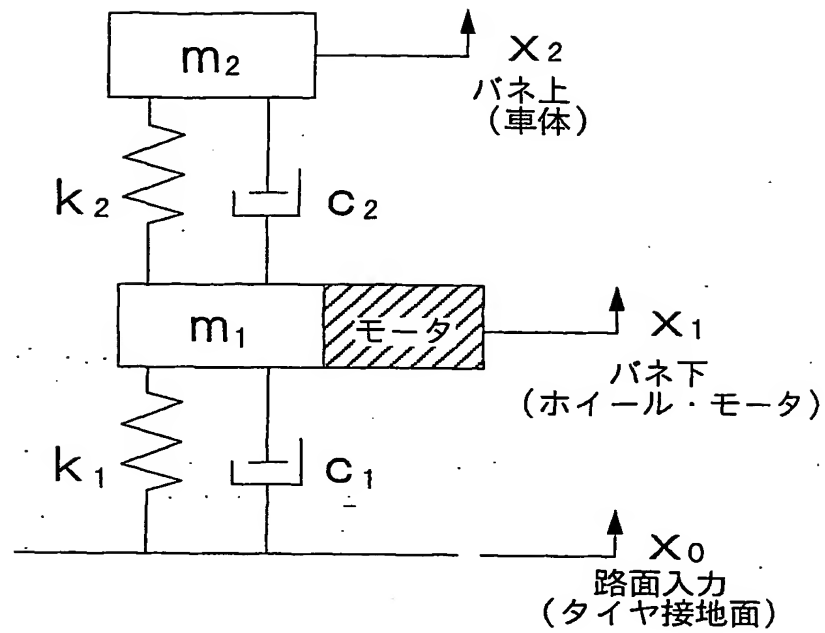 m₂
x₂
バネ上
(車体)
k₂
c₂
m₁
モータ
x₁
バネ下
(ホイール・モータ)
k₁
c₁
x₀
路面入力
(タイヤ接地面)